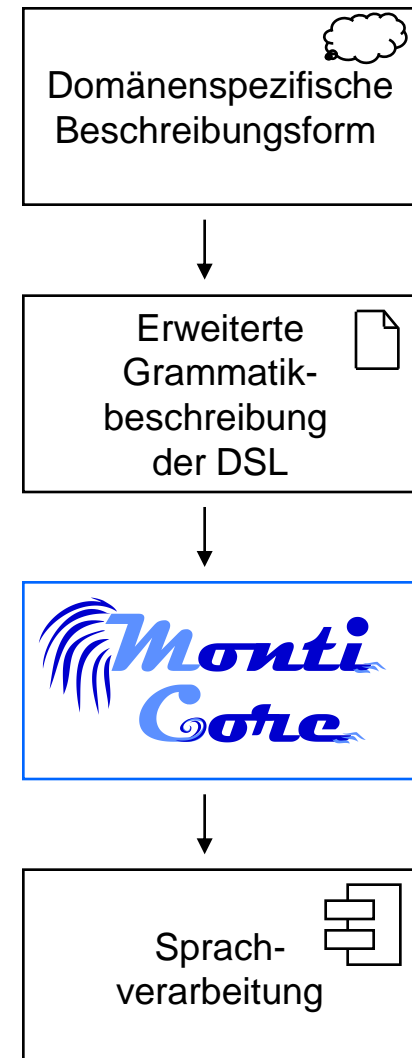 Domänenspezifische
Beschreibungsform
Erweiterte
Grammatik-
beschreibung
der DSL
Monti
Core
Sprach-
verarbeitung